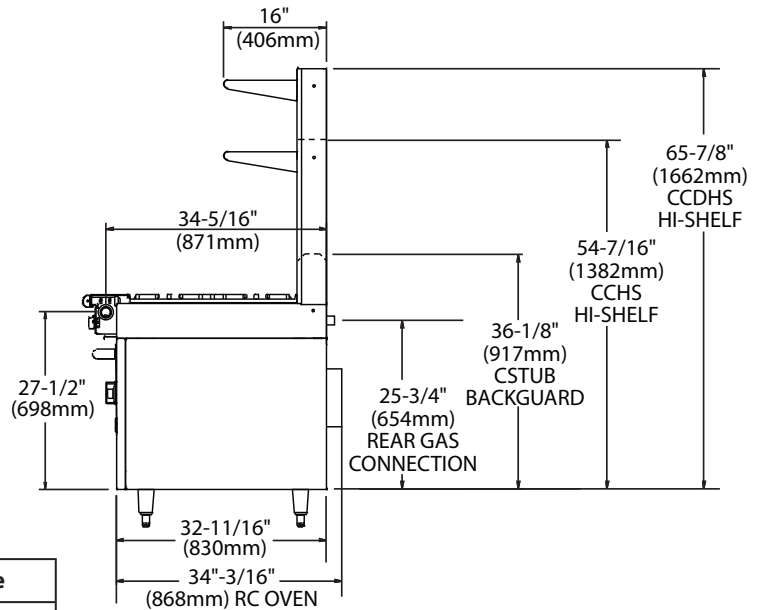 16"
(406mm)
65-7/8"
(1662mm)
CCDHS
HI-SHELF
34-5/16"
(871mm)
54-7/16"
(1382mm)
CCHS
HI-SHELF
36-1/8"
(917mm)
CSTUB
BACKGUARD
27-1/2"
(698mm)
25-3/4"
(654mm)
REAR GAS
CONNECTION
32-11/16"
(830mm)
34"-3/16"
(868mm) RC OVEN
e